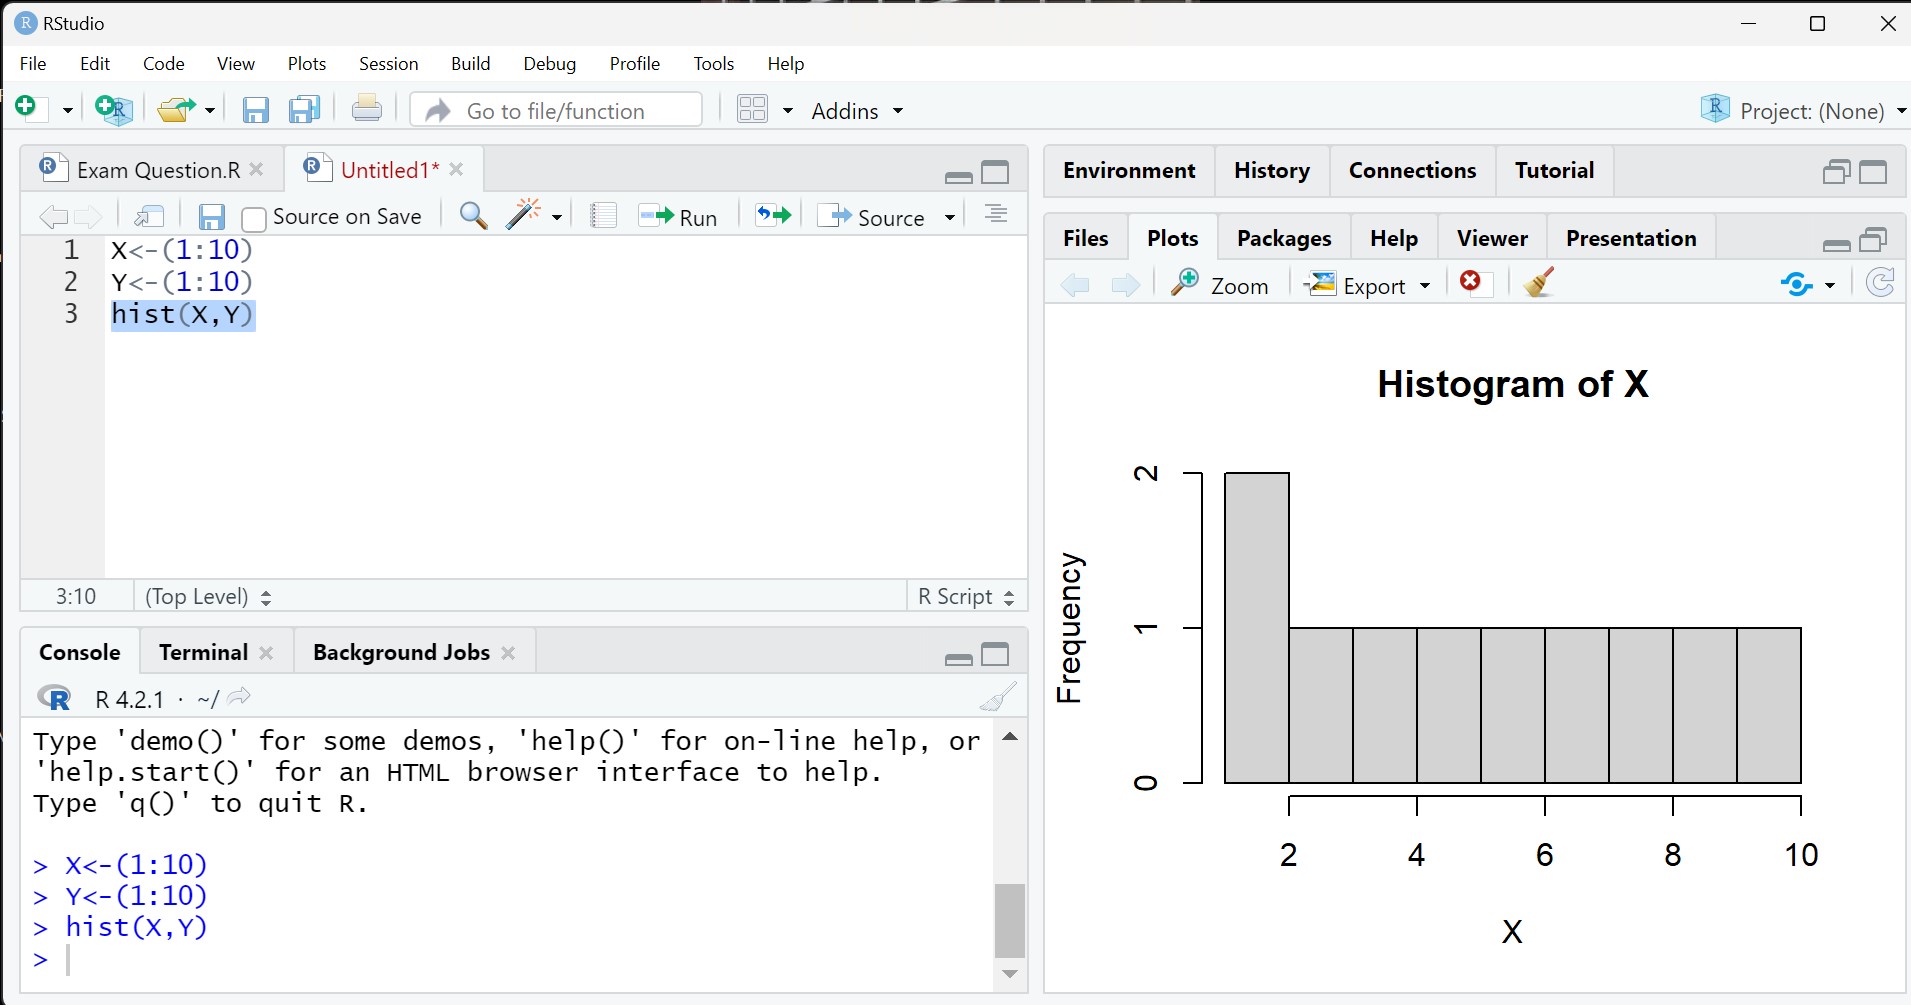 RStudio
File Edit Code View Plots Session Build Debug Profile Tools Help
Go to file/function Addins Project: (None)
Exam Question.R Untitled1*
Source on Save Run Source
1 X<-(1:10)
2 Y<-(1:10)
3 hist(X,Y)
3:10 (Top Level) R Script
Console Terminal Background Jobs
R 4.2.1 · ~/
Type 'demo()' for some demos, 'help()' for on-line help, or
'help.start()' for an HTML browser interface to help.
Type 'q()' to quit R.
> X<-(1:10)
> Y<-(1:10)
> hist(X,Y)
>
Environment History Connections Tutorial
Files Plots Packages Help Viewer Presentation
Zoom Export
Histogram of X
Frequency
2
1
0
2 4 6 8 10
X